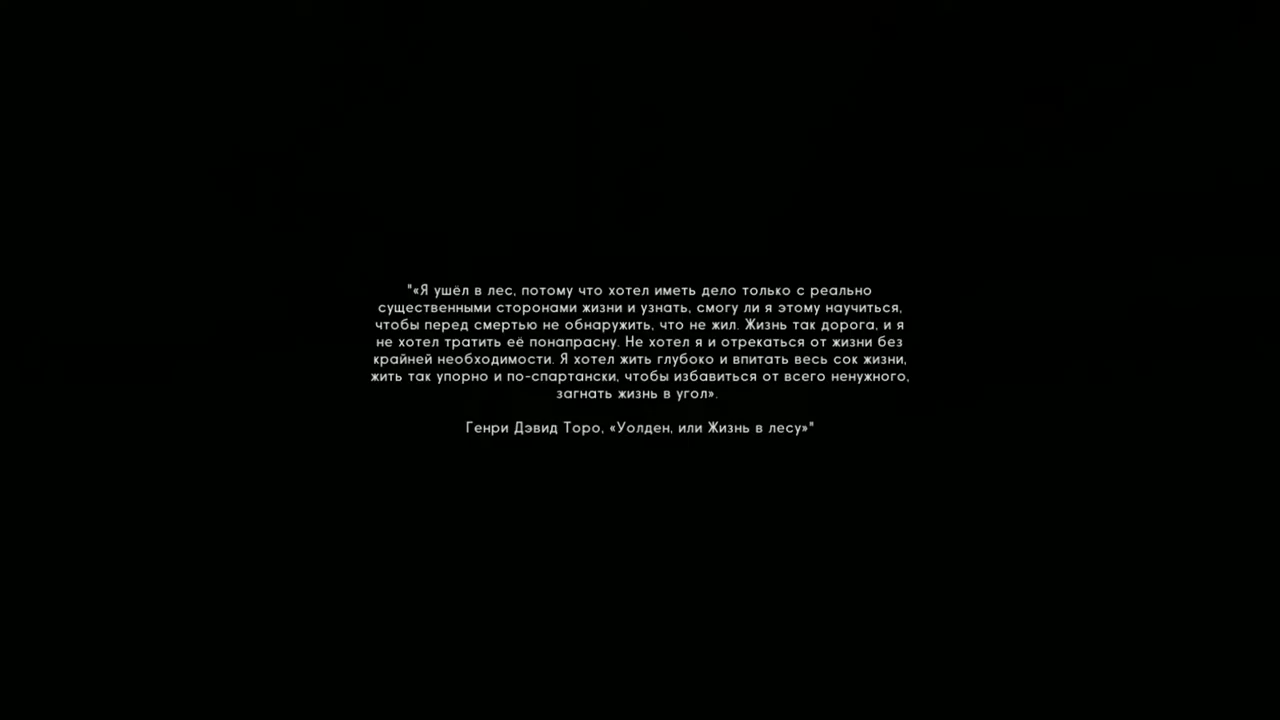 "«Я ушёл в лес, потому что хотел иметь дело только с реально
существенными сторонами жизни и узнать, смогу ли я этому научиться,
чтобы перед смертью не обнаружить, что не жил. Жизнь так дорога, и я
не хотел тратить её понапрасну. Не хотел я и отрекаться от жизни без
крайней необходимости. Я хотел жить глубоко и впитать весь сок жизни,
жить так упорно и по-спартански, чтобы избавиться от всего ненужного,
загнать жизнь в угол».
Генри Дэвид Торо, «Уолден, или Жизнь в лесу»"